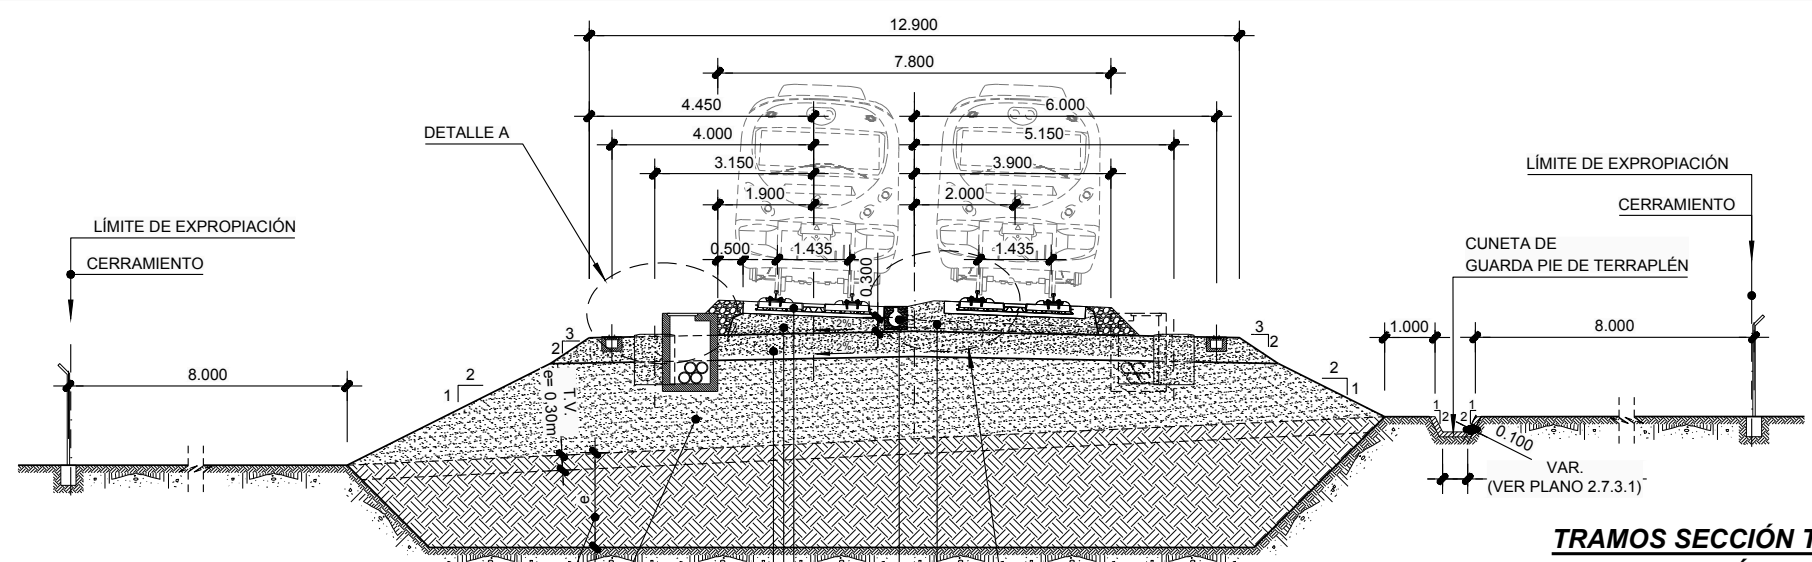 12.900
7.800
4.450
6.000
DETALLE A
4.000
5.150
3.150
3.900
LÍMITE DE EXPROPIACIÓN
1.900
2.000
CERRAMIENTO
LÍMITE DE EXPROPIACIÓN
CUNETA DE
GUARDA PIE DE TERRAPLÉN
0.500
1.435
1.435
CERRAMIENTO
0.300
3
2
3
2
1.000
8.000
8.000
2
1
2
1
T.V.
e= 0.30m
1
2
2
1
0.100
VAR.
(VER PLANO 2.7.3.1)
e
TRAMOS SECCIÓN T